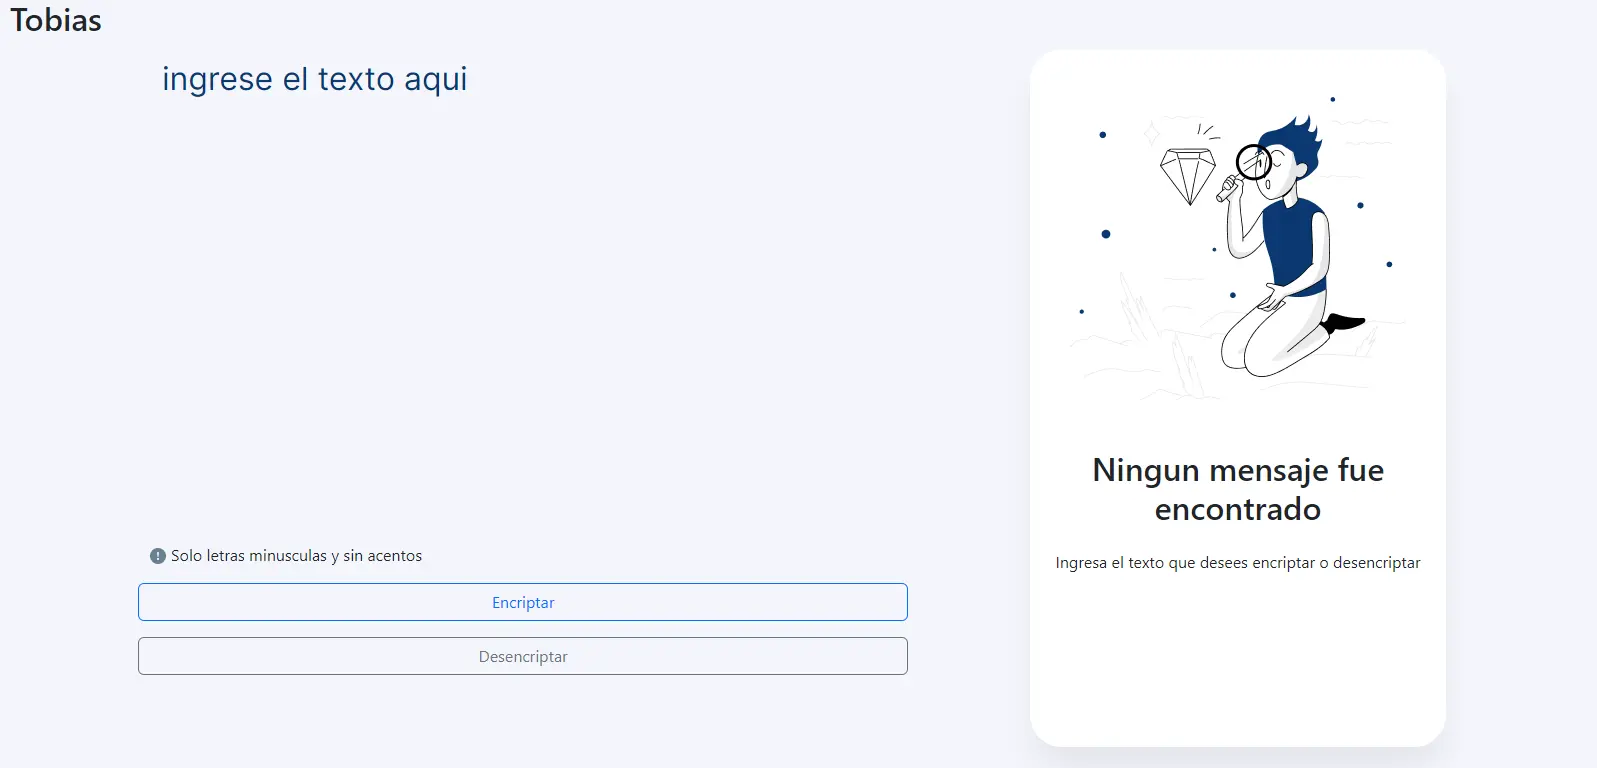 Tobias
ingrese el texto aqui
Solo letras minusculas y sin acentos
Encriptar
Desencriptar
Ningun mensaje fue
encontrado
Ingresa el texto que desees encriptar o desencriptar